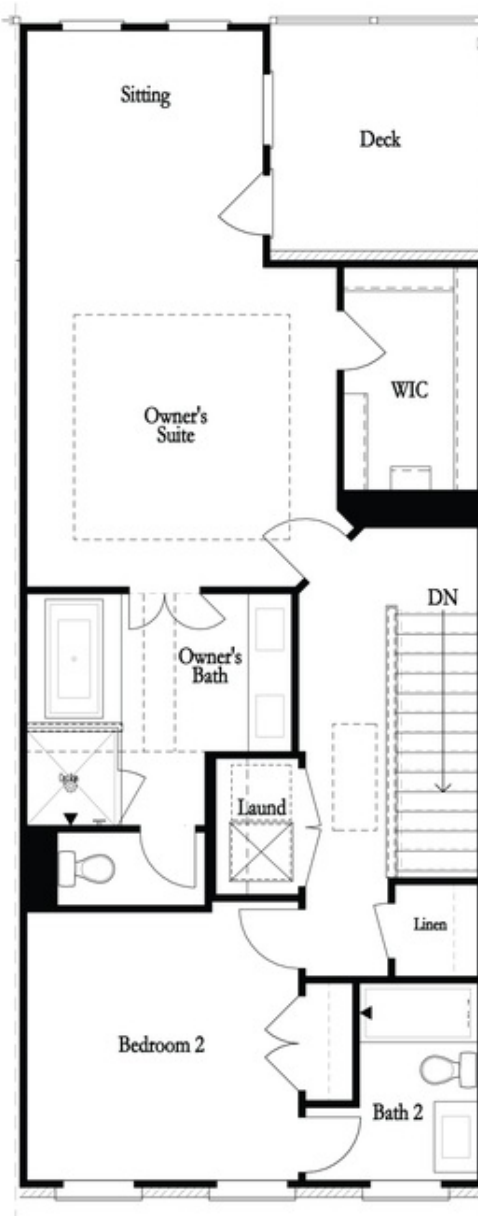 Sitting
Deck
Owner's
Suite
WIC
DN
Owner's
Bath
Laund
Linen
Bedroom 2
Bath 2